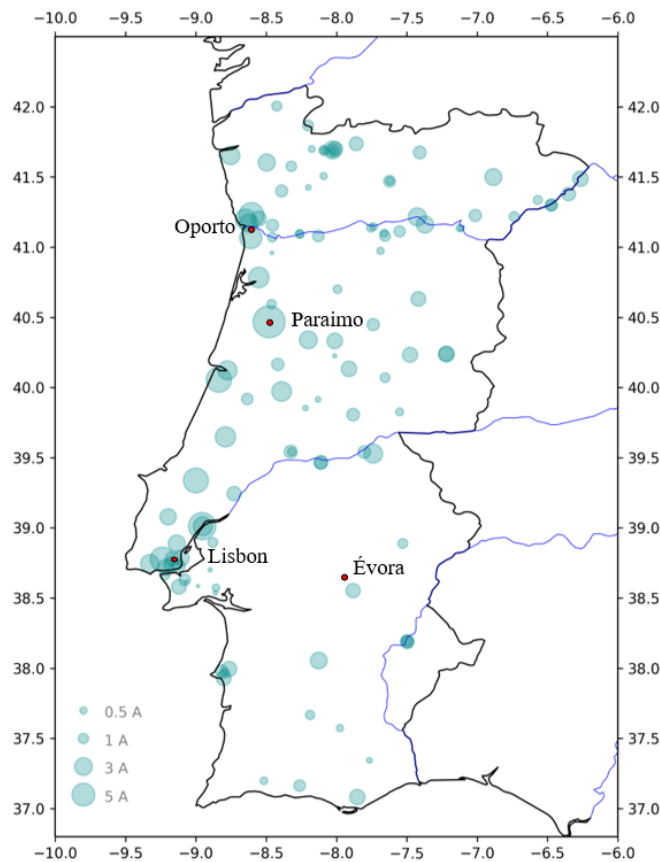 −10.0 −9.5 −9.0 −8.5 −8.0 −7.5 −7.0 −6.5 −6.0
42.0 42.0
41.5 41.5
Oporto
41.0 41.0
40.5 Paraimo 40.5
40.0 40.0
39.5 39.5
39.0 39.0
Lisbon Évora
38.5 38.5
38.0 38.0
0.5 A
37.5 37.5
1 A
3 A
5 A
37.0 37.0
−10.0 −9.5 −9.0 −8.5 −8.0 −7.5 −7.0 −6.5 −6.0